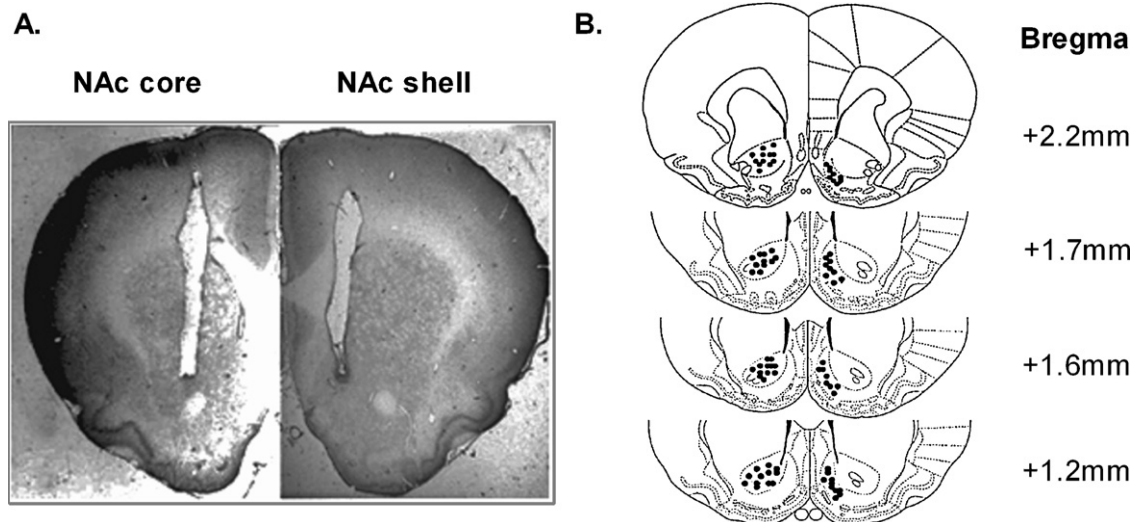 A.
NAc core
NAc shell
B.
Bregma
+2.2mm
+1.7mm
+1.6mm
+1.2mm